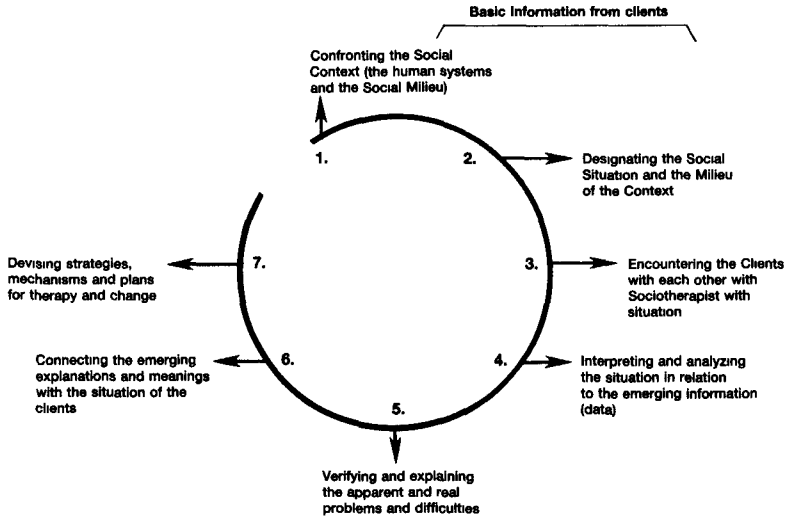 Basic Information from clients
Confronting the Social
Context (the human systems
and the Social Milieu)
1.
2.
Designating the Social
Situation and the Milieu
of the Context
3.
Encountering the Clients
with each other with
Sociotherapist with
situation
4.
Interpreting and analyzing
the situation in relation
to the emerging information
(data)
5.
Verifying and explaining
the apparent and real
problems and difficulties
6.
Connecting the emerging
explanations and meanings
with the situation of the
clients
7.
Devising strategies,
mechanisms and plans
for therapy and change